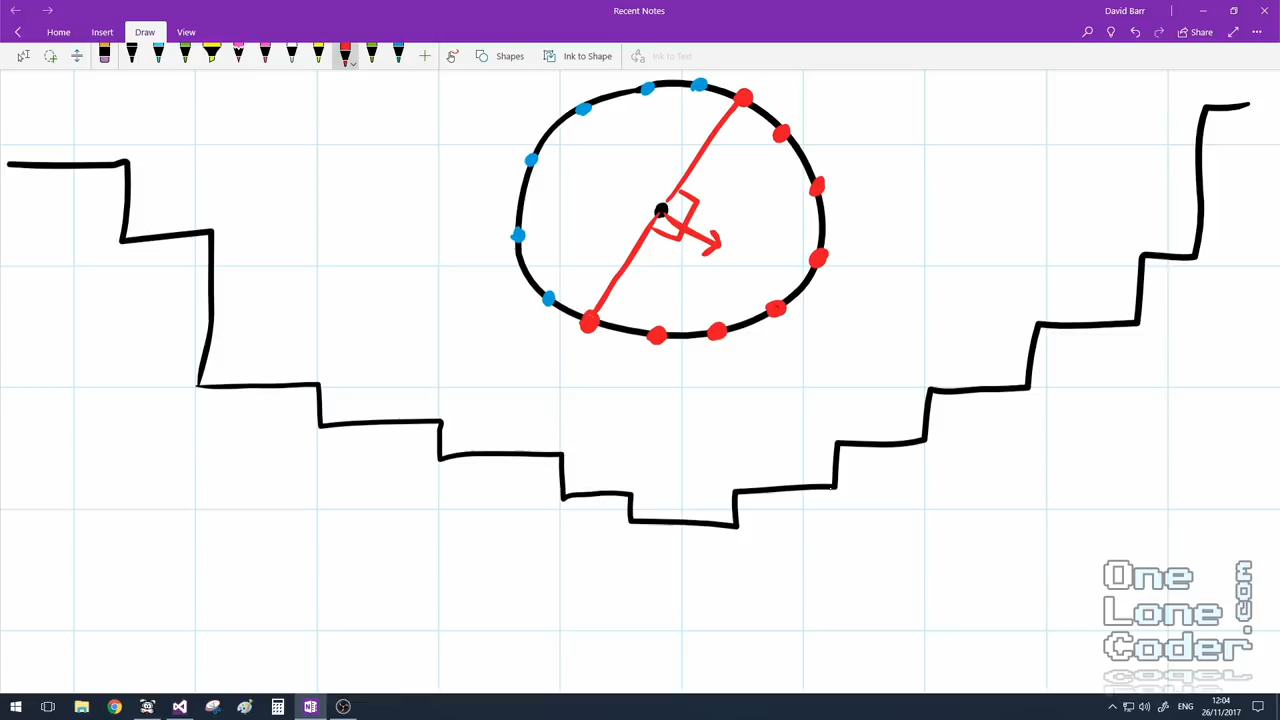 Recent Notes
David Barr
Home Insert Draw View
Share
Shapes
Ink to Shape
Ink to Text
One
Lone
Coder
.com
ENG
12:04
26/11/2017